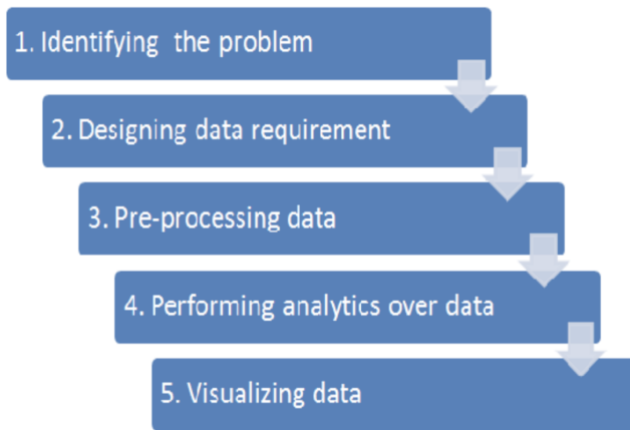 1. Identifying the problem
2. Designing data requirement
3. Pre-processing data
4. Performing analytics over data
5. Visualizing data